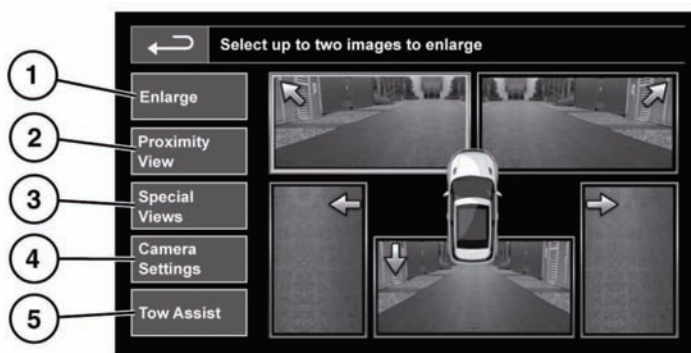 Select up to two images to enlarge
1
Enlarge
2
Proximity
View
3
Special
Views
4
Camera
Settings
5
Tow Assist